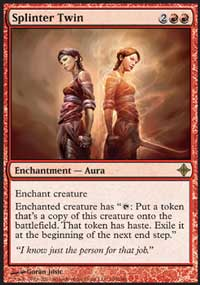 Splinter Twin 2
Enchantment — Aura
Enchant creature
Enchanted creature has “: Put a token
that's a copy of this creature onto the
battlefield. That token has haste. Exile it
at the beginning of the next end step.”
“I know just the person for that job.”
Goran Josic